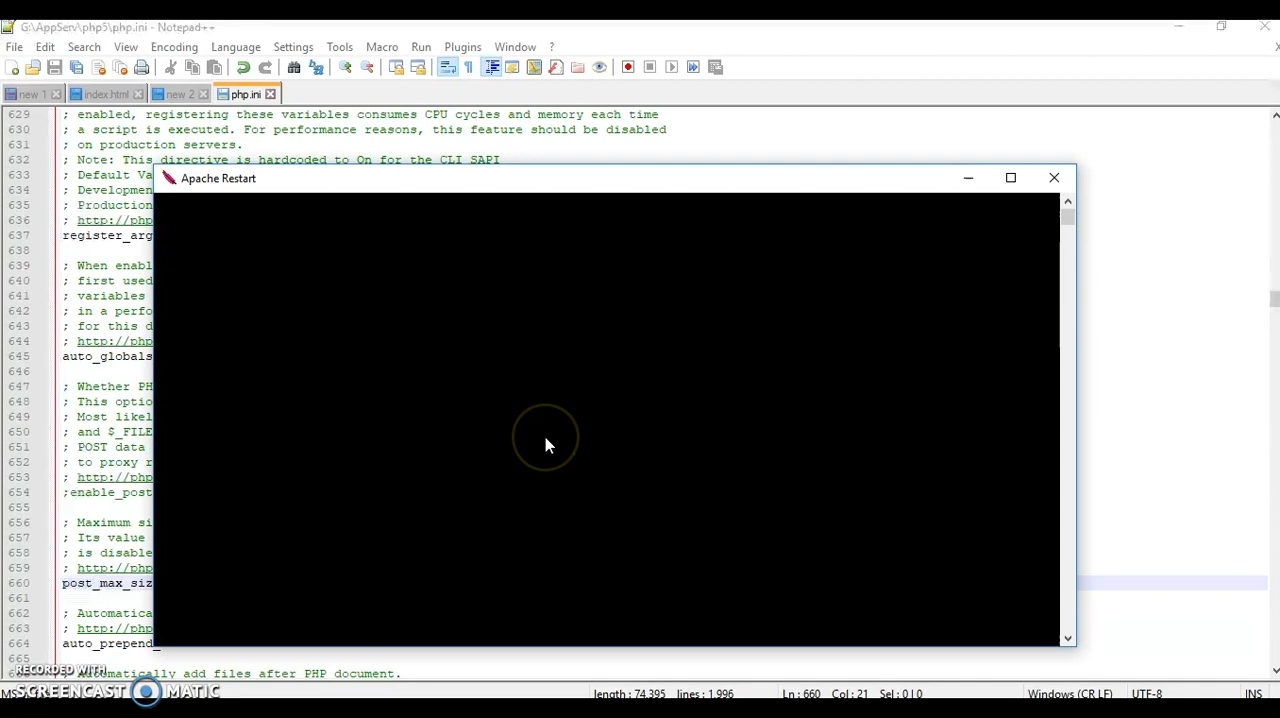 G:\AppServ\php5\php.ini - Notepad++
File Edit Search View Encoding Language Settings Tools Macro Run Plugins Window ?
new 1 index.html new 2 php.ini
629 ; enabled, registering these variables consumes CPU cycles and memory each time
630 ; a script is executed. For performance reasons, this feature should be disabled
631 ; on production servers.
632 ; Note: This directive is hardcoded to On for the CLI SAPI
633 ; Default Va
634 ; Developmen
635 ; Production
636 ; http://php
637 register_arg
638
639 ; When enabl
640 ; first used
641 ; variables
642 ; in a perfo
643 ; for this d
644 ; http://php
645 auto_globals
646
647 ; Whether PH
648 ; This optio
649 ; Most likel
650 ; and $_FILE
651 ; POST data
652 ; to proxy r
653 ; http://php
654 ;enable_post
655
656 ; Maximum si
657 ; Its value
658 ; is disable
659 ; http://php
660 post_max_siz
661
662 ; Automatica
663 ; http://php
664 auto_prepend_
665
; Automatically add files after PHP document.
Apache Restart
RECORDED WITH
SCREENCAST MATIC
length : 74.395 lines : 1.996 Ln : 660 Col : 21 Sel : 0 | 0 Windows (CR LF) UTF-8 INS